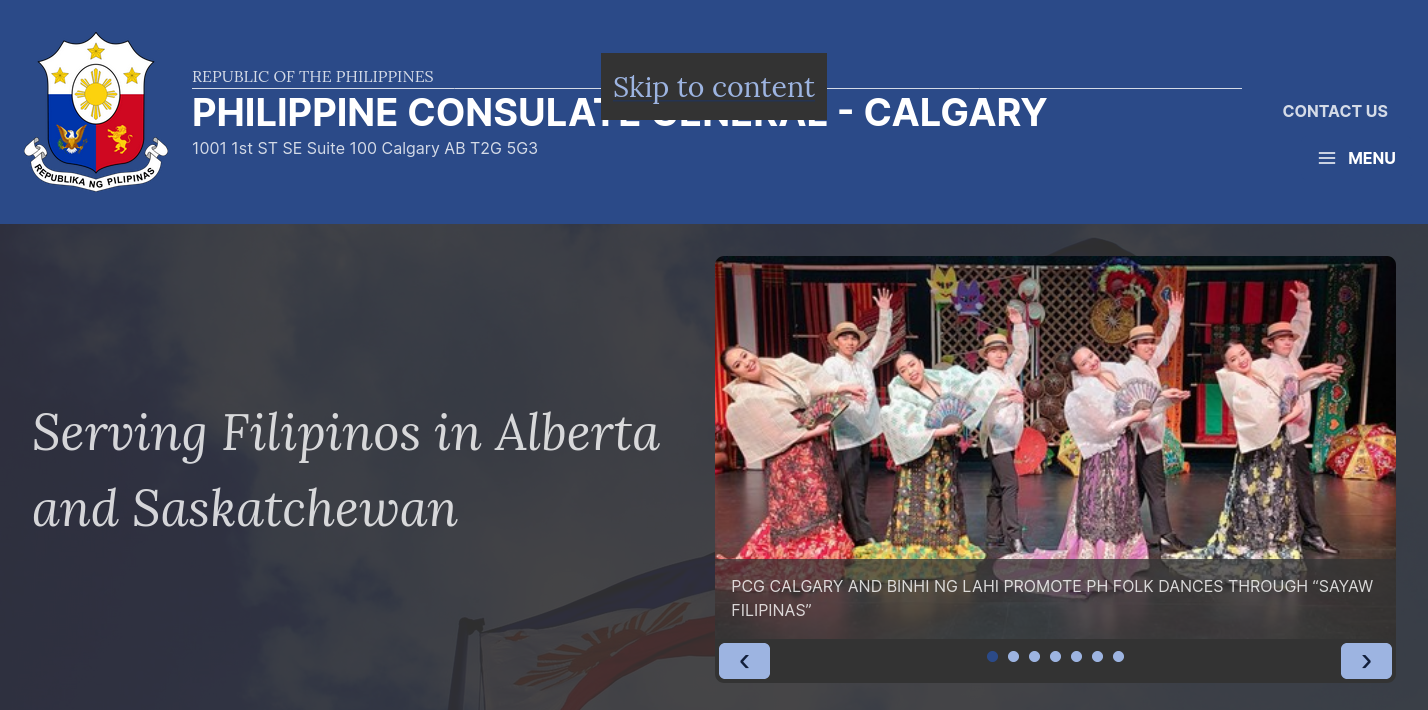 REPUBLIC OF THE PHILIPPINES
Skip to content
PHILIPPINE CONSULATE GENERAL - CALGARY
1001 1st ST SE Suite 100 Calgary AB T2G 5G3
REPUBLIKA NG PILIPINAS
CONTACT US
MENU
Serving Filipinos in Alberta
and Saskatchewan
PCG CALGARY AND BINHI NG LAHI PROMOTE PH FOLK DANCES THROUGH “SAYAW
FILIPINAS”